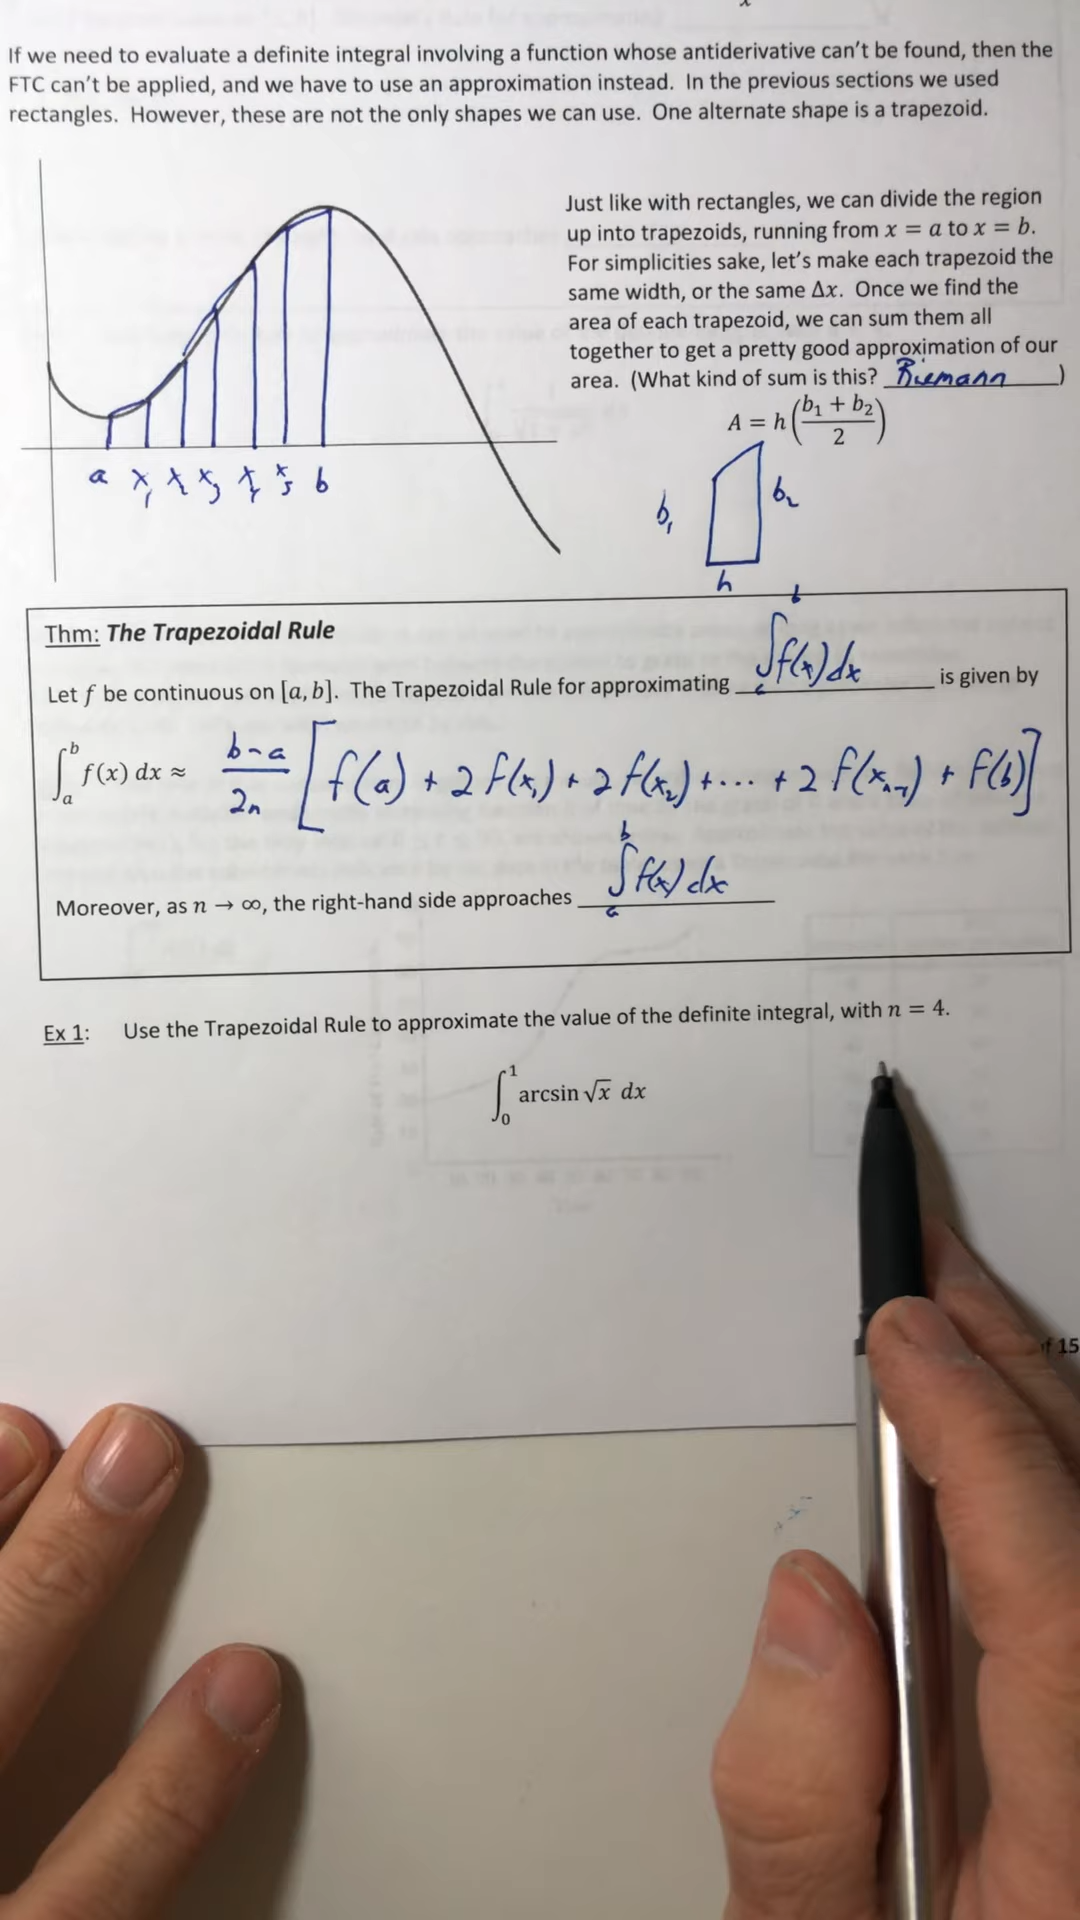 If we need to evaluate a definite integral involving a function whose antiderivative can't be found, then the
FTC can't be applied, and we have to use an approximation instead. In the previous sections we used
rectangles. However, these are not the only shapes we can use. One alternate shape is a trapezoid.
Just like with rectangles, we can divide the region
up into trapezoids, running from x = a to x = b.
For simplicities sake, let's make each trapezoid the
same width, or the same Δx. Once we find the
area of each trapezoid, we can sum them all
together to get a pretty good approximation of our
area. (What kind of sum is this? Riemann )
A = h((b₁ + b₂)/2)
a x₁ x₂ x₃ x₄ x₅ b
b₁ b₂
h
Thm: The Trapezoidal Rule
Let f be continuous on [a, b]. The Trapezoidal Rule for approximating ∫ₐᵇ f(x) dx is given by
∫ₐᵇ f(x) dx ≈ (b-a)/2n [f(a) + 2f(x₁) + 2f(x₂) + ... + 2f(xₙ₋₁) + f(b)]
Moreover, as n → ∞, the right-hand side approaches ∫ₐᵇ f(x) dx
Ex 1: Use the Trapezoidal Rule to approximate the value of the definite integral, with n = 4.
∫₀¹ arcsin √x dx
f 15